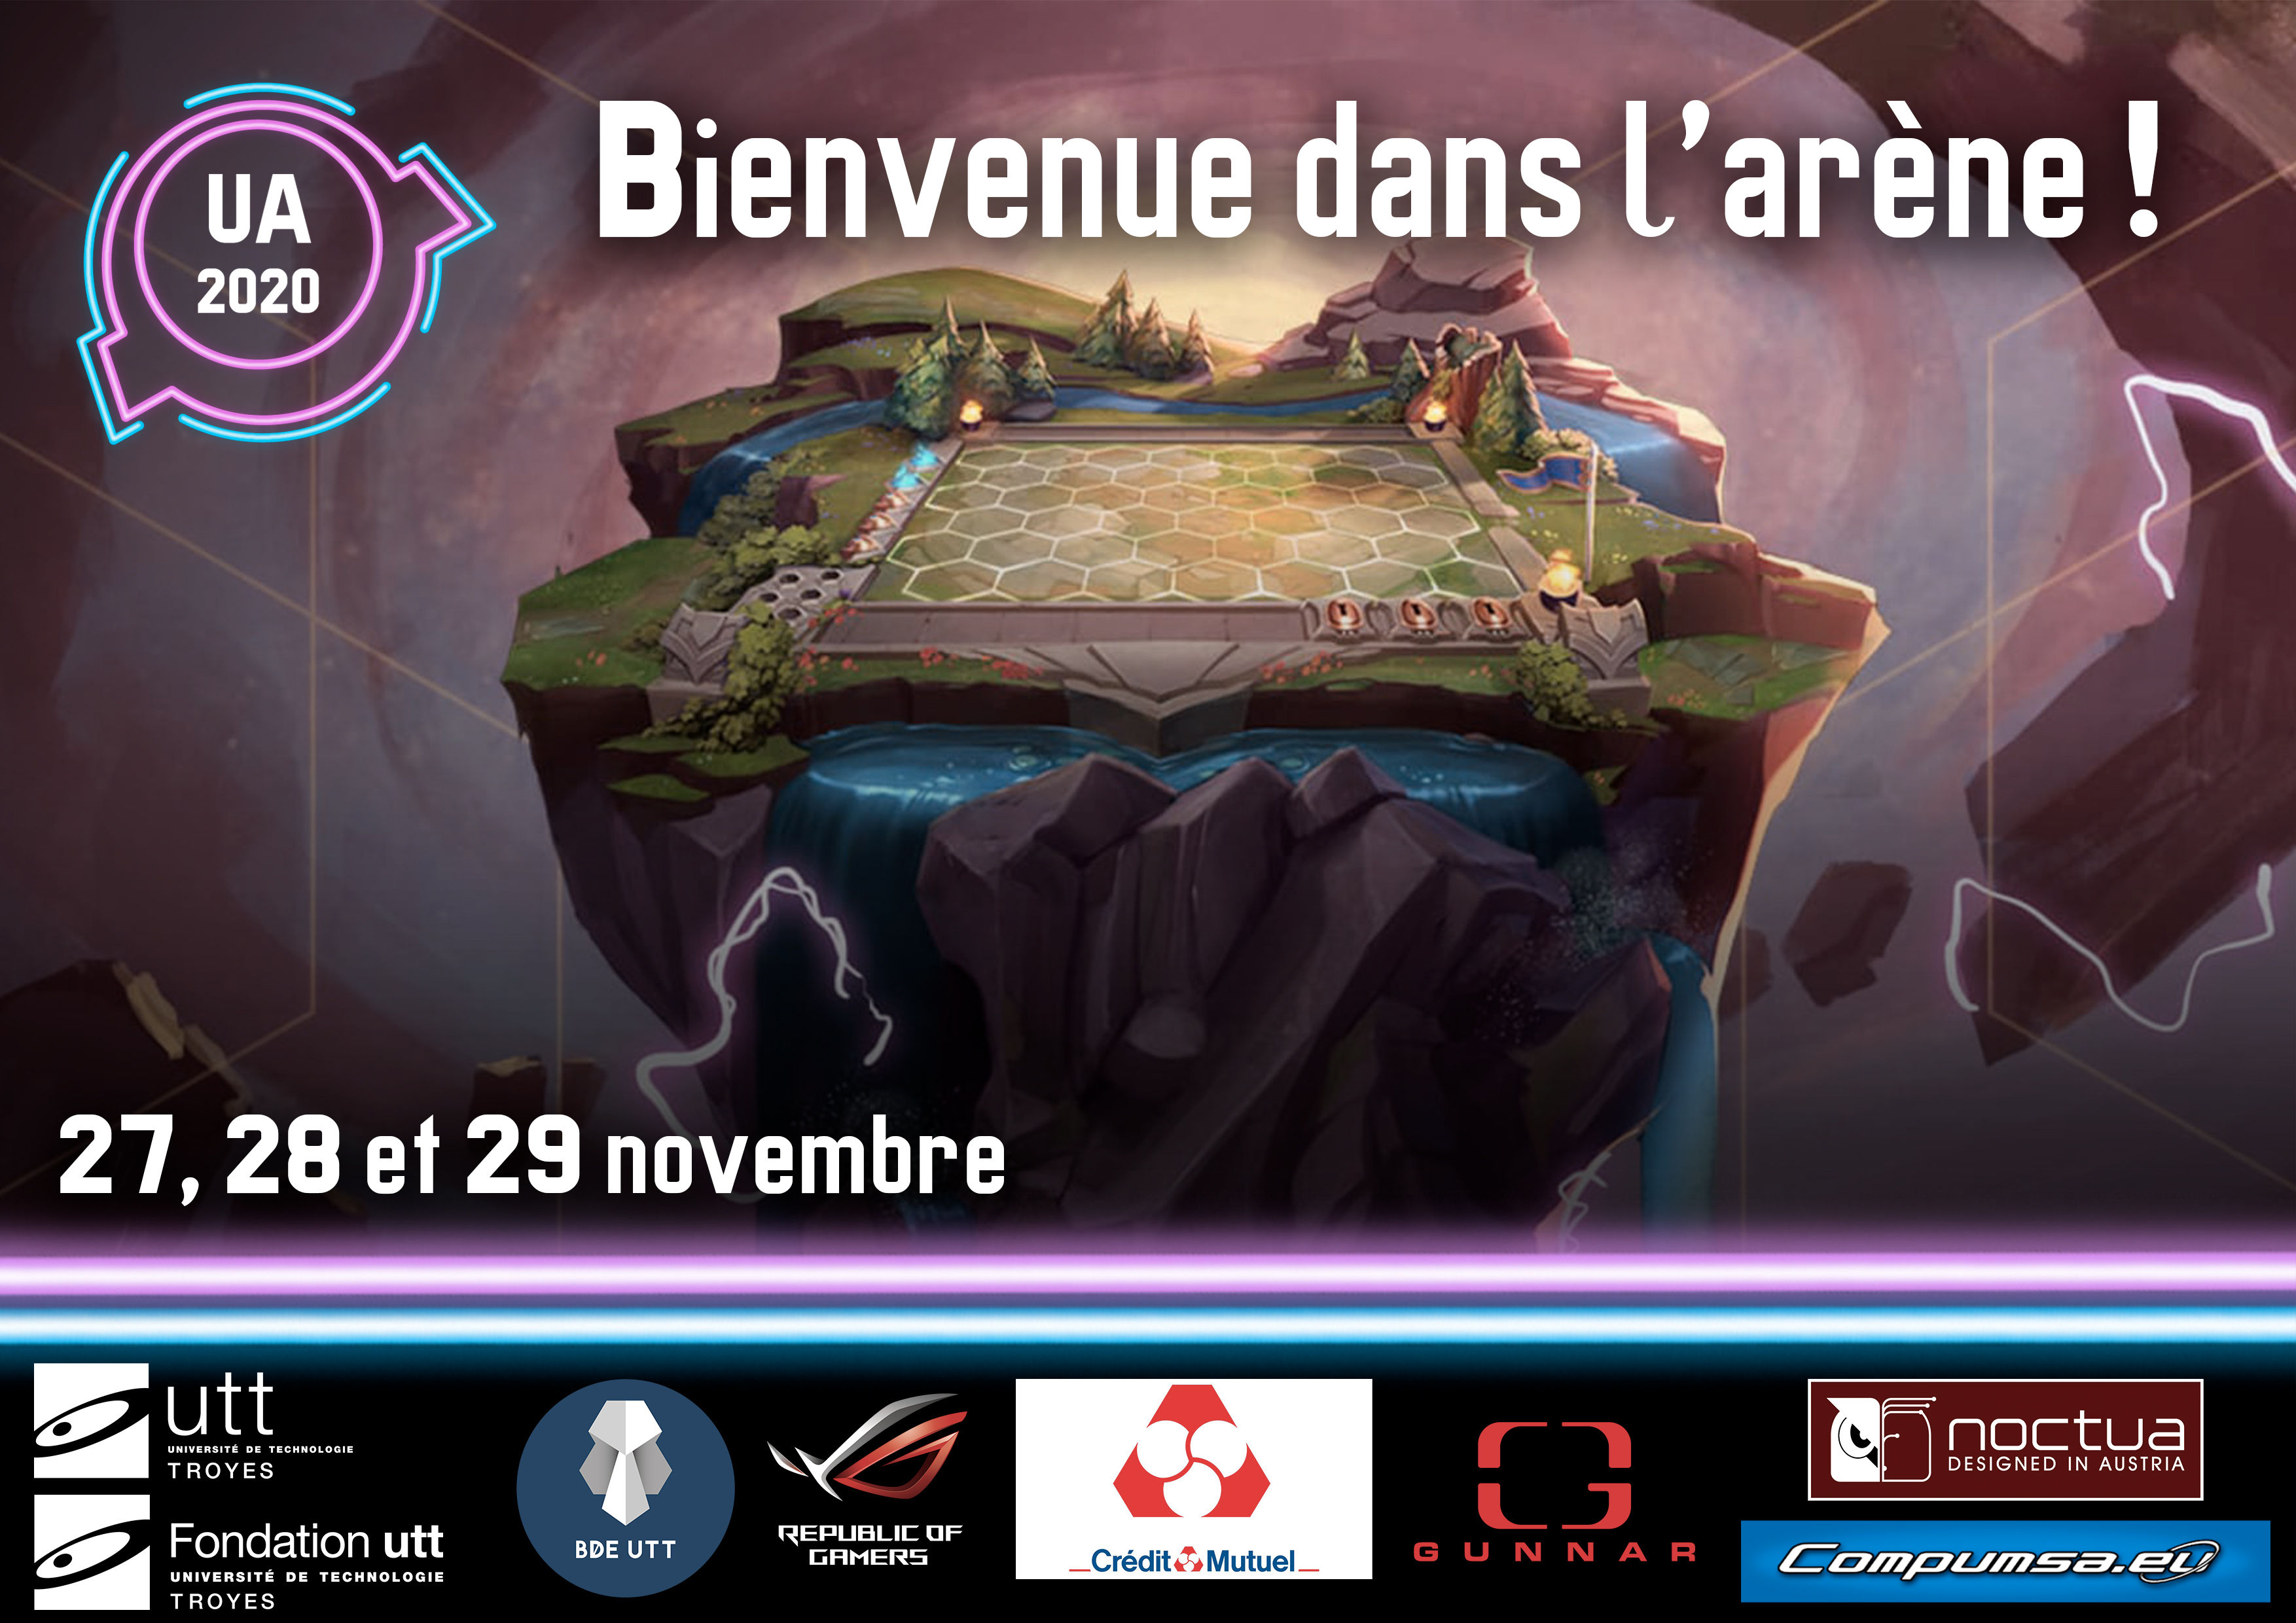 Bienvenue dans l'arène !
UA
2020
27, 28 et 29 novembre
utt
UNIVERSITÉ DE TECHNOLOGIE
TROYES
Fondation utt
UNIVERSITÉ DE TECHNOLOGIE
TROYES
BDE UTT
REPUBLIC OF
GAMERS
Crédit Mutuel
GUNNAR
noctua
DESIGNED IN AUSTRIA
Compumsa.eu